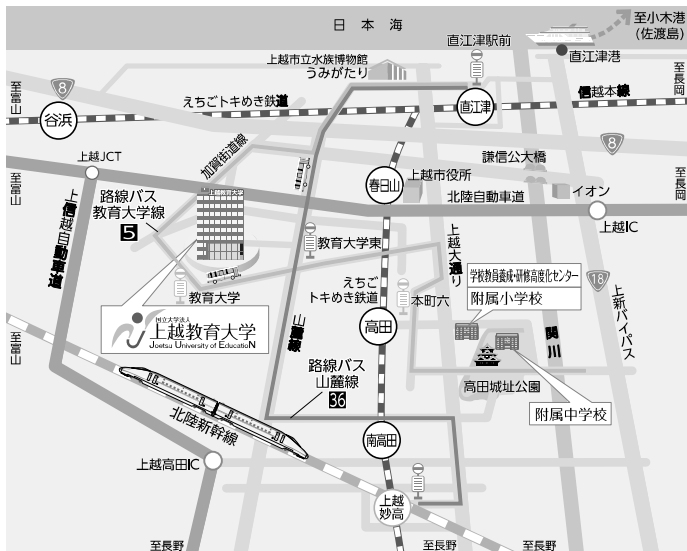 日本海
至小木港
(佐渡島)
直江津駅前
直江津港
上越市立水族博物館
うみがたり
至富山
8
至長岡
えちごトキめき鉄道
信越本線
谷浜
直江津
至富山
加賀街道線
8
至長岡
上越JCT
謙信公大橋
春日山
上越市役所
イオン
至富山
路線バス
教育大学線
5
上越教育大学
北陸自動車道
上越IC
至長岡
上信越自動車道
教育大学東
上越大通り
教育大学
えちご
トキめき鉄道
本町六
学校教員養成・研修高度化センター
附属小学校
18
上新バイパス
国立大学法人
上越教育大学
Joetsu University of EducatioN
山麓線
高田
関川
至富山
路線バス
山麓線
36
高田城址公園
附属中学校
北陸新幹線
南高田
上越高田IC
上越
妙高
至長野
至長野
至長野